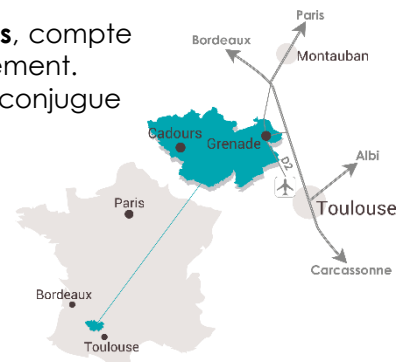 s, compte
ement.
conjugue
Paris
Bordeaux
Montauban
Cadours
Grenade
D2
Albi
Toulouse
Carcassonne
Paris
Bordeaux
Toulouse